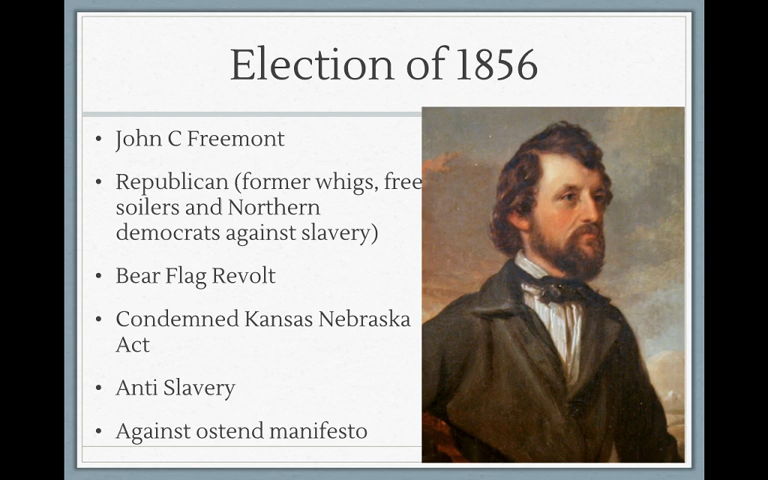 Election of 1856
• John C Freemont
• Republican (former whigs, free
soilers and Northern
democrats against slavery)
• Bear Flag Revolt
• Condemned Kansas Nebraska
Act
• Anti Slavery
• Against ostend manifesto